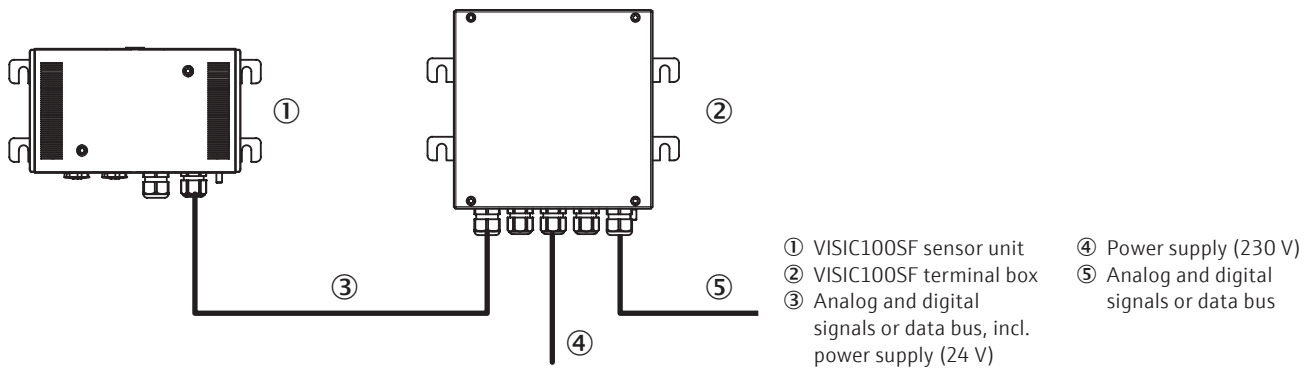 ①
②
③
⑤
④
① VISIC100SF sensor unit
② VISIC100SF terminal box
③ Analog and digital
signals or data bus, incl.
power supply (24 V)
④ Power supply (230 V)
⑤ Analog and digital
signals or data bus